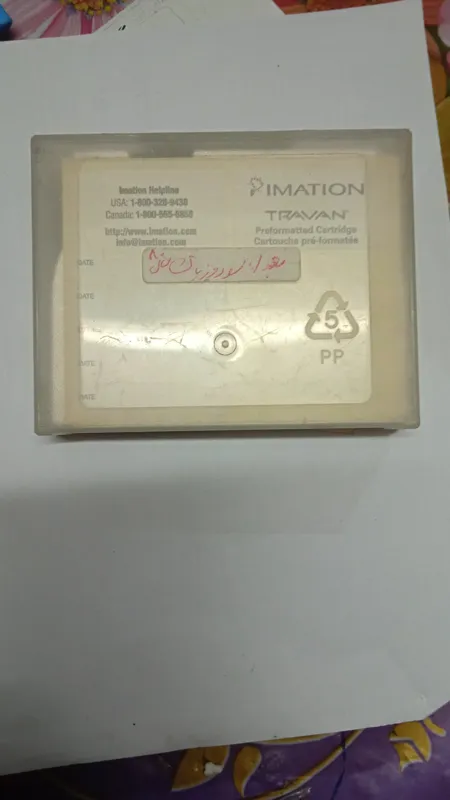 Imation Helpline
USA: 1-800-328-9438
Canada: 1-800-565-5852
http://www.imation.com
info@imation.com
IMATION
TRAVAN
Preformatted Cartridge
Cartouche pré-formatée
DATE
DATE
DATE
DATE
5
PP